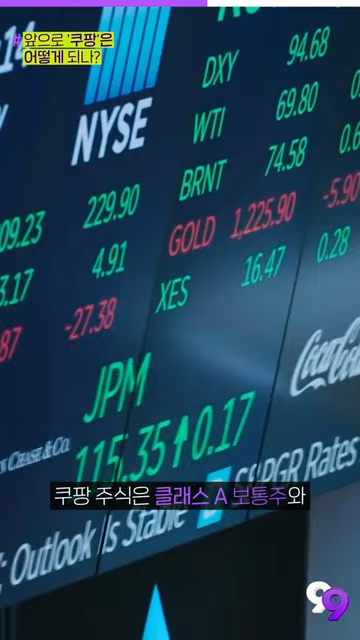 #앞으로 '쿠팡'은
어떻게 되나?
NYSE
DXY 94.68
WTI 69.80
BRNT 74.58
GOLD 1,225.90 -5.90
XES 16.47 0.28
09.23 229.90
3.17 4.91
87 -27.38
JPM
115.35 ↑ 0.17
CHASE & CO.
Coca
Outlook Is Stable S&PGR Rates
쿠팡 주식은 클래스 A 보통주와
99